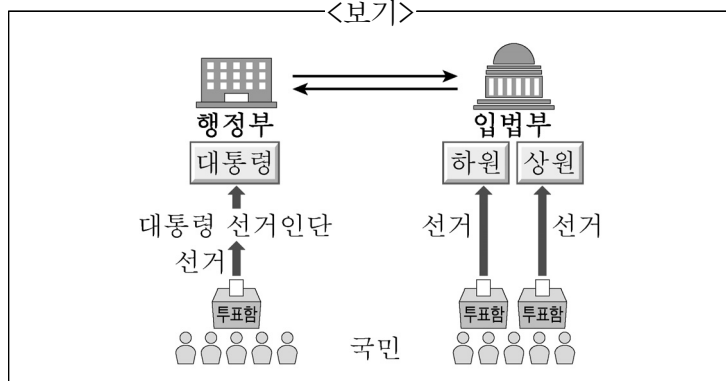 <보기>
행정부 입법부
대통령 하원 상원
대통령 선거인단 선거 선거
선거
투표함 투표함 투표함
국민